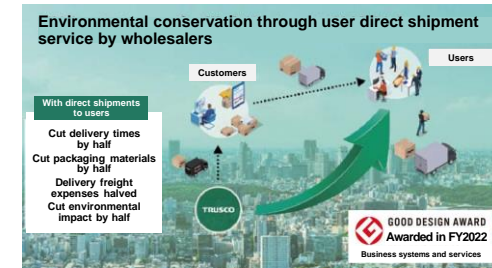 Environmental conservation through user direct shipment
service by wholesalers
Users
Customers
With direct shipments
to users
Cut delivery times
by half
Cut packaging materials
by half
Delivery freight
expenses halved
Cut environmental
impact by half
TRUSCO
GOOD DESIGN AWARD
Awarded in FY2022
Business systems and services